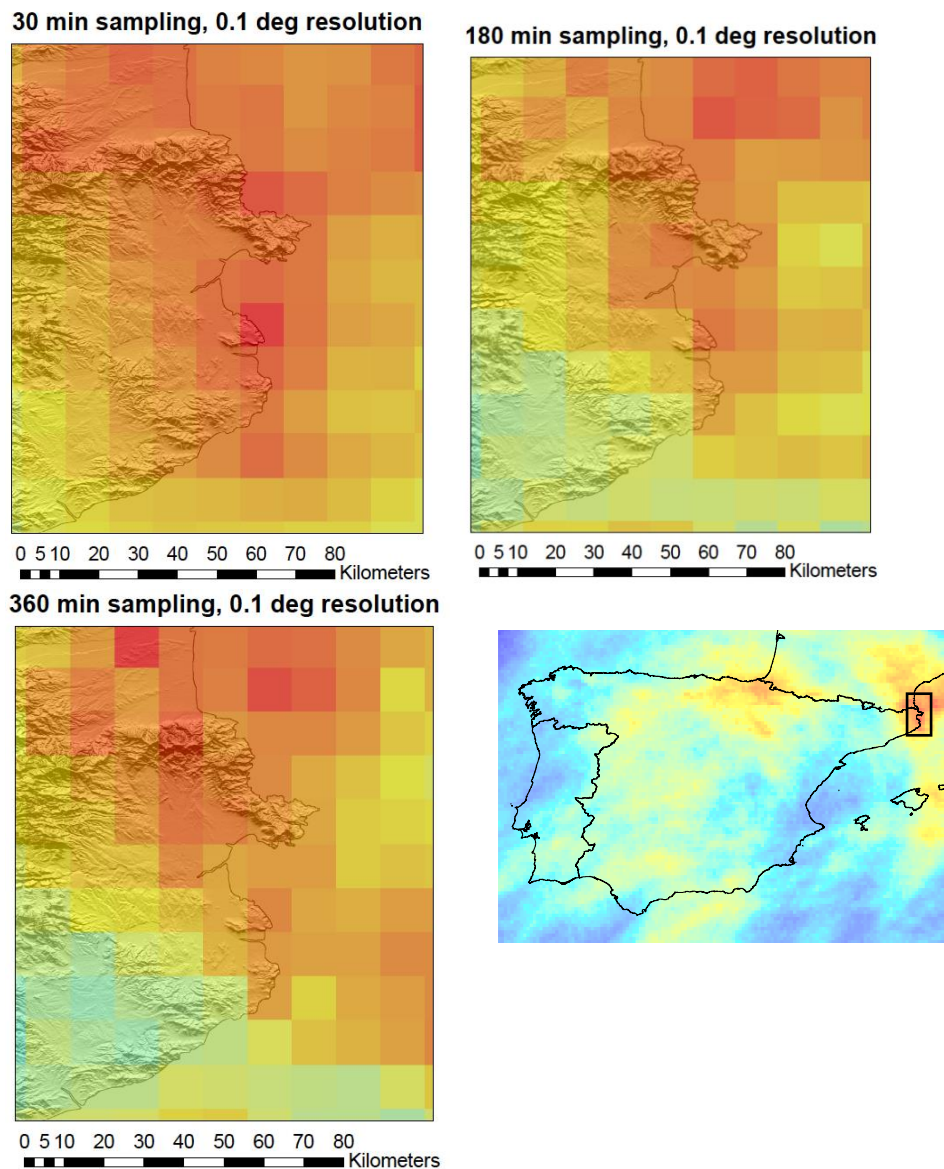 30 min sampling, 0.1 deg resolution
180 min sampling, 0.1 deg resolution
0 5 10 20 30 40 50 60 70 80
Kilometers
0 5 10 20 30 40 50 60 70 80
Kilometers
360 min sampling, 0.1 deg resolution
0 5 10 20 30 40 50 60 70 80
Kilometers